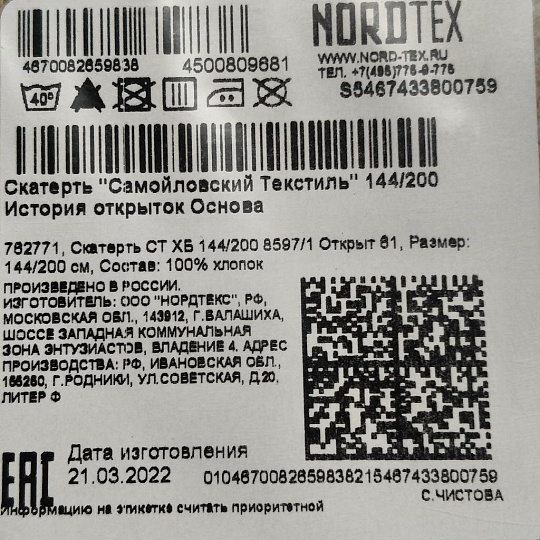 NORDTEX
WWW.NORD-TEX.RU
ТЕЛ. +7(495)775-9-775
4670082659838
4500809681
S5467433800759
40°
Скатерть "Самойловский Текстиль" 144/200
История открыток Основа
762771, Скатерть СТ ХБ 144/200 8597/1 Открыт 61, Размер:
144/200 см, Состав: 100% хлопок
ПРОИЗВЕДЕНО В РОССИИ.
ИЗГОТОВИТЕЛЬ: ООО "НОРДТЕКС", РФ,
МОСКОВСКАЯ ОБЛ., 143912, Г.БАЛАШИХА,
ШОССЕ ЗАПАДНАЯ КОММУНАЛЬНАЯ
ЗОНА ЭНТУЗИАСТОВ, ВЛАДЕНИЕ 4. АДРЕС
ПРОИЗВОДСТВА: РФ, ИВАНОВСКАЯ ОБЛ.,
155250, Г.РОДНИКИ, УЛ.СОВЕТСКАЯ, Д.20,
ЛИТЕР Ф
EAC
Дата изготовления
21.03.2022
0104670082659838215467433800759
С.ЧИСТОВА
Информацию на этикетке считать приоритетной